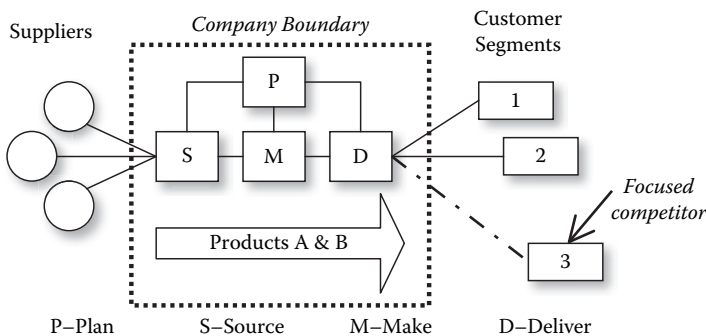 Company Boundary
Suppliers
Customer
Segments
P
1
S
M
D
2
Focused
competitor
Products A & B
3
P–Plan
S–Source
M–Make
D–Deliver